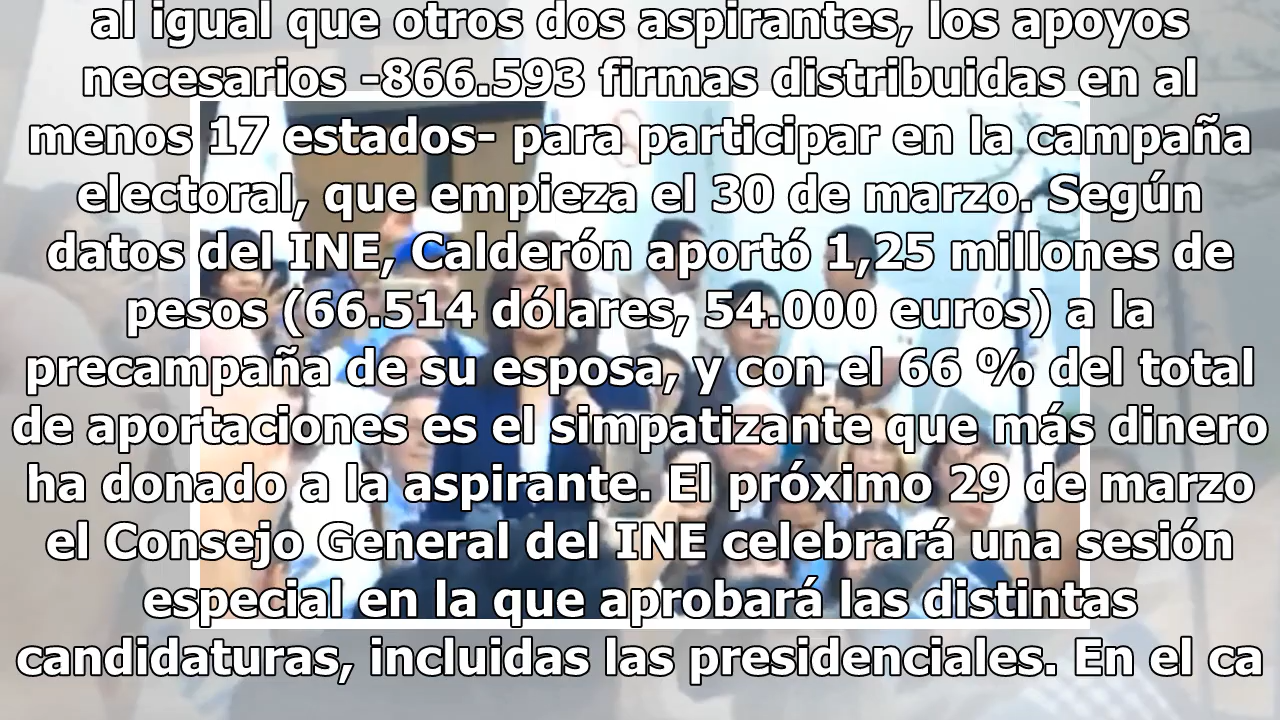 al igual que otros dos aspirantes, los apoyos
necesarios -866.593 firmas distribuidas en al
menos 17 estados- para participar en la campaña
electoral, que empieza el 30 de marzo. Según
datos del INE, Calderón aportó 1,25 millones de
pesos (66.514 dólares, 54.000 euros) a la
precampaña de su esposa, y con el 66 % del total
de aportaciones es el simpatizante que más dinero
ha donado a la aspirante. El próximo 29 de marzo
el Consejo General del INE celebrará una sesión
especial en la que aprobará las distintas
candidaturas, incluidas las presidenciales. En el ca